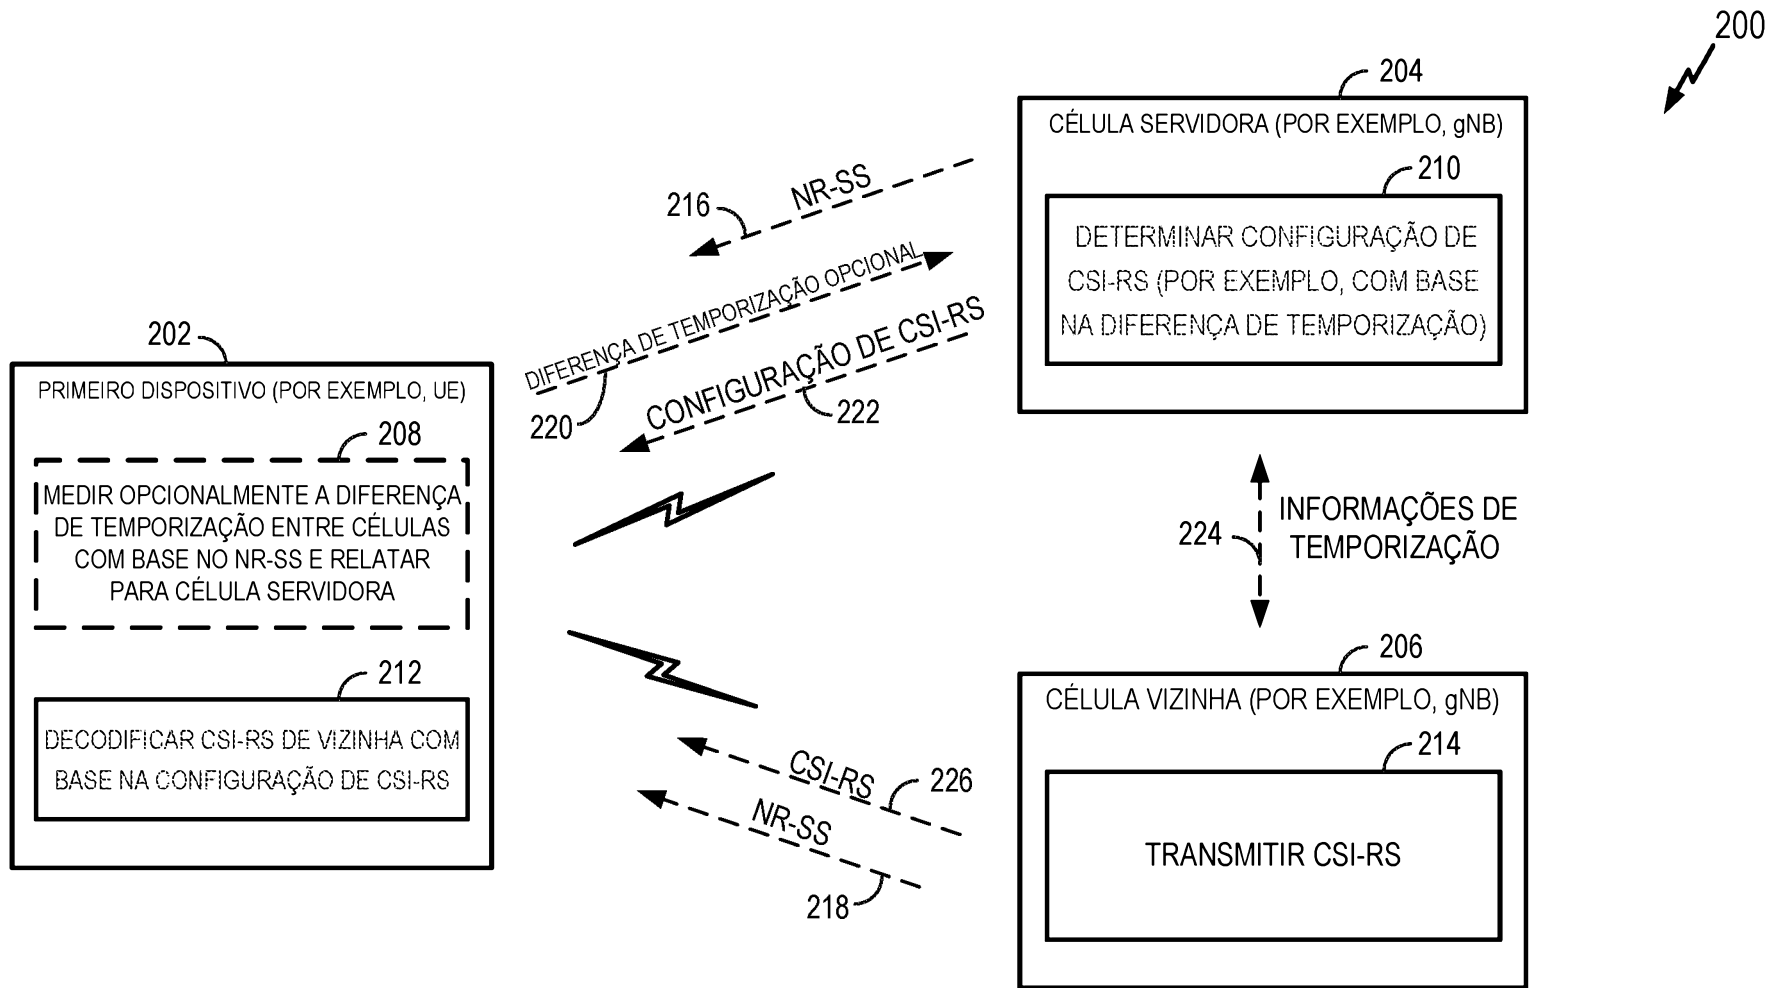 200
204
CÉLULA SERVIDORA (POR EXEMPLO, gNB)
210
DETERMINAR CONFIGURAÇÃO DE
CSI-RS (POR EXEMPLO, COM BASE
NA DIFERENÇA DE TEMPORIZAÇÃO)
NR-SS
216
DIFERENÇA DE TEMPORIZAÇÃO OPCIONAL
220
CONFIGURAÇÃO DE CSI-RS
222
202
PRIMEIRO DISPOSITIVO (POR EXEMPLO, UE)
208
MEDIR OPCIONALMENTE A DIFERENÇA
DE TEMPORIZAÇÃO ENTRE CÉLULAS
COM BASE NO NR-SS E RELATAR
PARA CÉLULA SERVIDORA
212
DECODIFICAR CSI-RS DE VIZINHA COM
BASE NA CONFIGURAÇÃO DE CSI-RS
224
INFORMAÇÕES DE
TEMPORIZAÇÃO
206
CÉLULA VIZINHA (POR EXEMPLO, gNB)
214
TRANSMITIR CSI-RS
CSI-RS
226
NR-SS
218